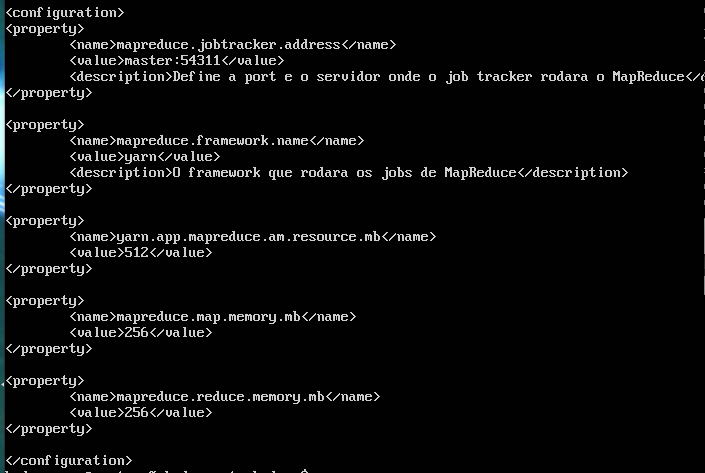 <configuration>
<property>
<name>mapreduce.jobtracker.address</name>
<value>master:54311</value>
<description>Define a port e o servidor onde o job tracker rodara o MapReduce</
</property>
<property>
<name>mapreduce.framework.name</name>
<value>yarn</value>
<description>O framework que rodara os jobs de MapReduce</description>
</property>
<property>
<name>yarn.app.mapreduce.am.resource.mb</name>
<value>512</value>
</property>
<property>
<name>mapreduce.map.memory.mb</name>
<value>256</value>
</property>
<property>
<name>mapreduce.reduce.memory.mb</name>
<value>256</value>
</property>
</configuration>